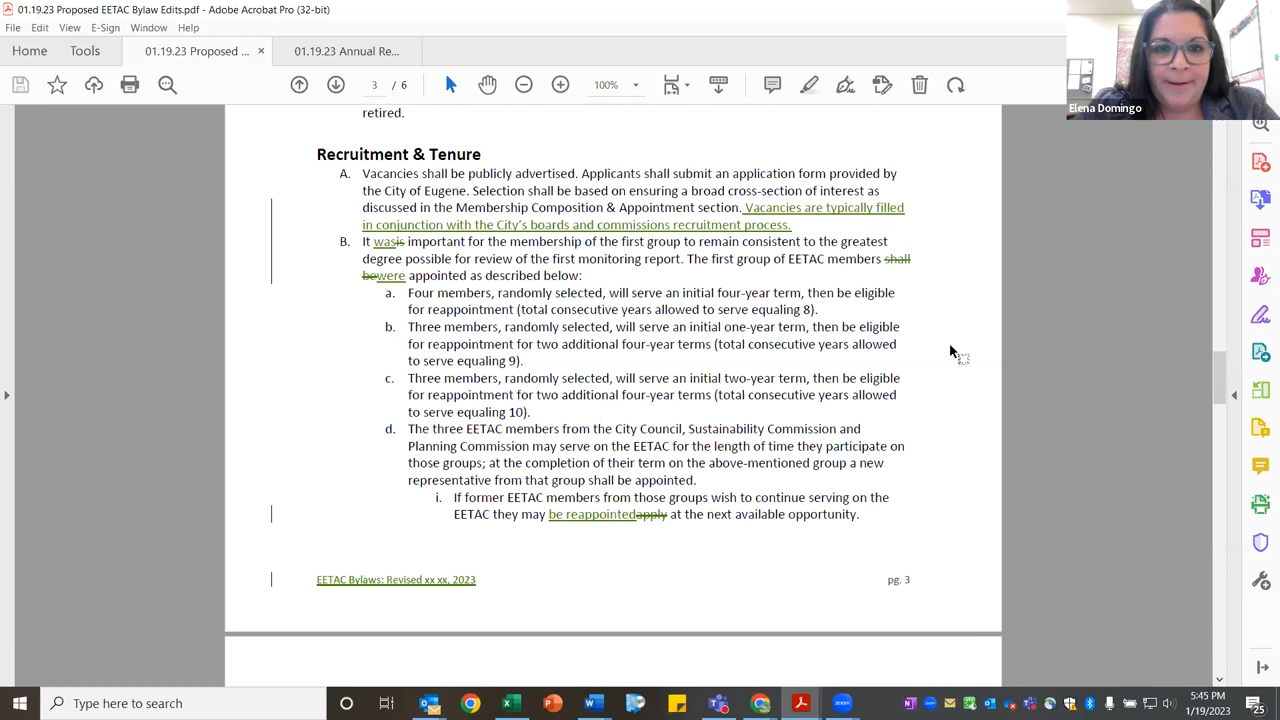 01.19.23 Proposed EETAC Bylaw Edits.pdf - Adobe Acrobat Pro (32-bit)
File Edit View E-Sign Window Help
Home Tools 01.19.23 Proposed ... × 01.19.23 Annual Re...
3 / 6 100%
Elena Domingo
retired.
Recruitment & Tenure
A. Vacancies shall be publicly advertised. Applicants shall submit an application form provided by
the City of Eugene. Selection shall be based on ensuring a broad cross-section of interest as
discussed in the Membership Composition & Appointment section. Vacancies are typically filled
in conjunction with the City's boards and commissions recruitment process.
B. It wasis important for the membership of the first group to remain consistent to the greatest
degree possible for review of the first monitoring report. The first group of EETAC members shall
bewere appointed as described below:
a. Four members, randomly selected, will serve an initial four-year term, then be eligible
for reappointment (total consecutive years allowed to serve equaling 8).
b. Three members, randomly selected, will serve an initial one-year term, then be eligible
for reappointment for two additional four-year terms (total consecutive years allowed
to serve equaling 9).
c. Three members, randomly selected, will serve an initial two-year term, then be eligible
for reappointment for two additional four-year terms (total consecutive years allowed
to serve equaling 10).
d. The three EETAC members from the City Council, Sustainability Commission and
Planning Commission may serve on the EETAC for the length of time they participate on
those groups; at the completion of their term on the above-mentioned group a new
representative from that group shall be appointed.
i. If former EETAC members from those groups wish to continue serving on the
EETAC they may be reappointedapply at the next available opportunity.
EETAC Bylaws: Revised xx xx, 2023 pg. 3
Type here to search
5:45 PM
1/19/2023
25